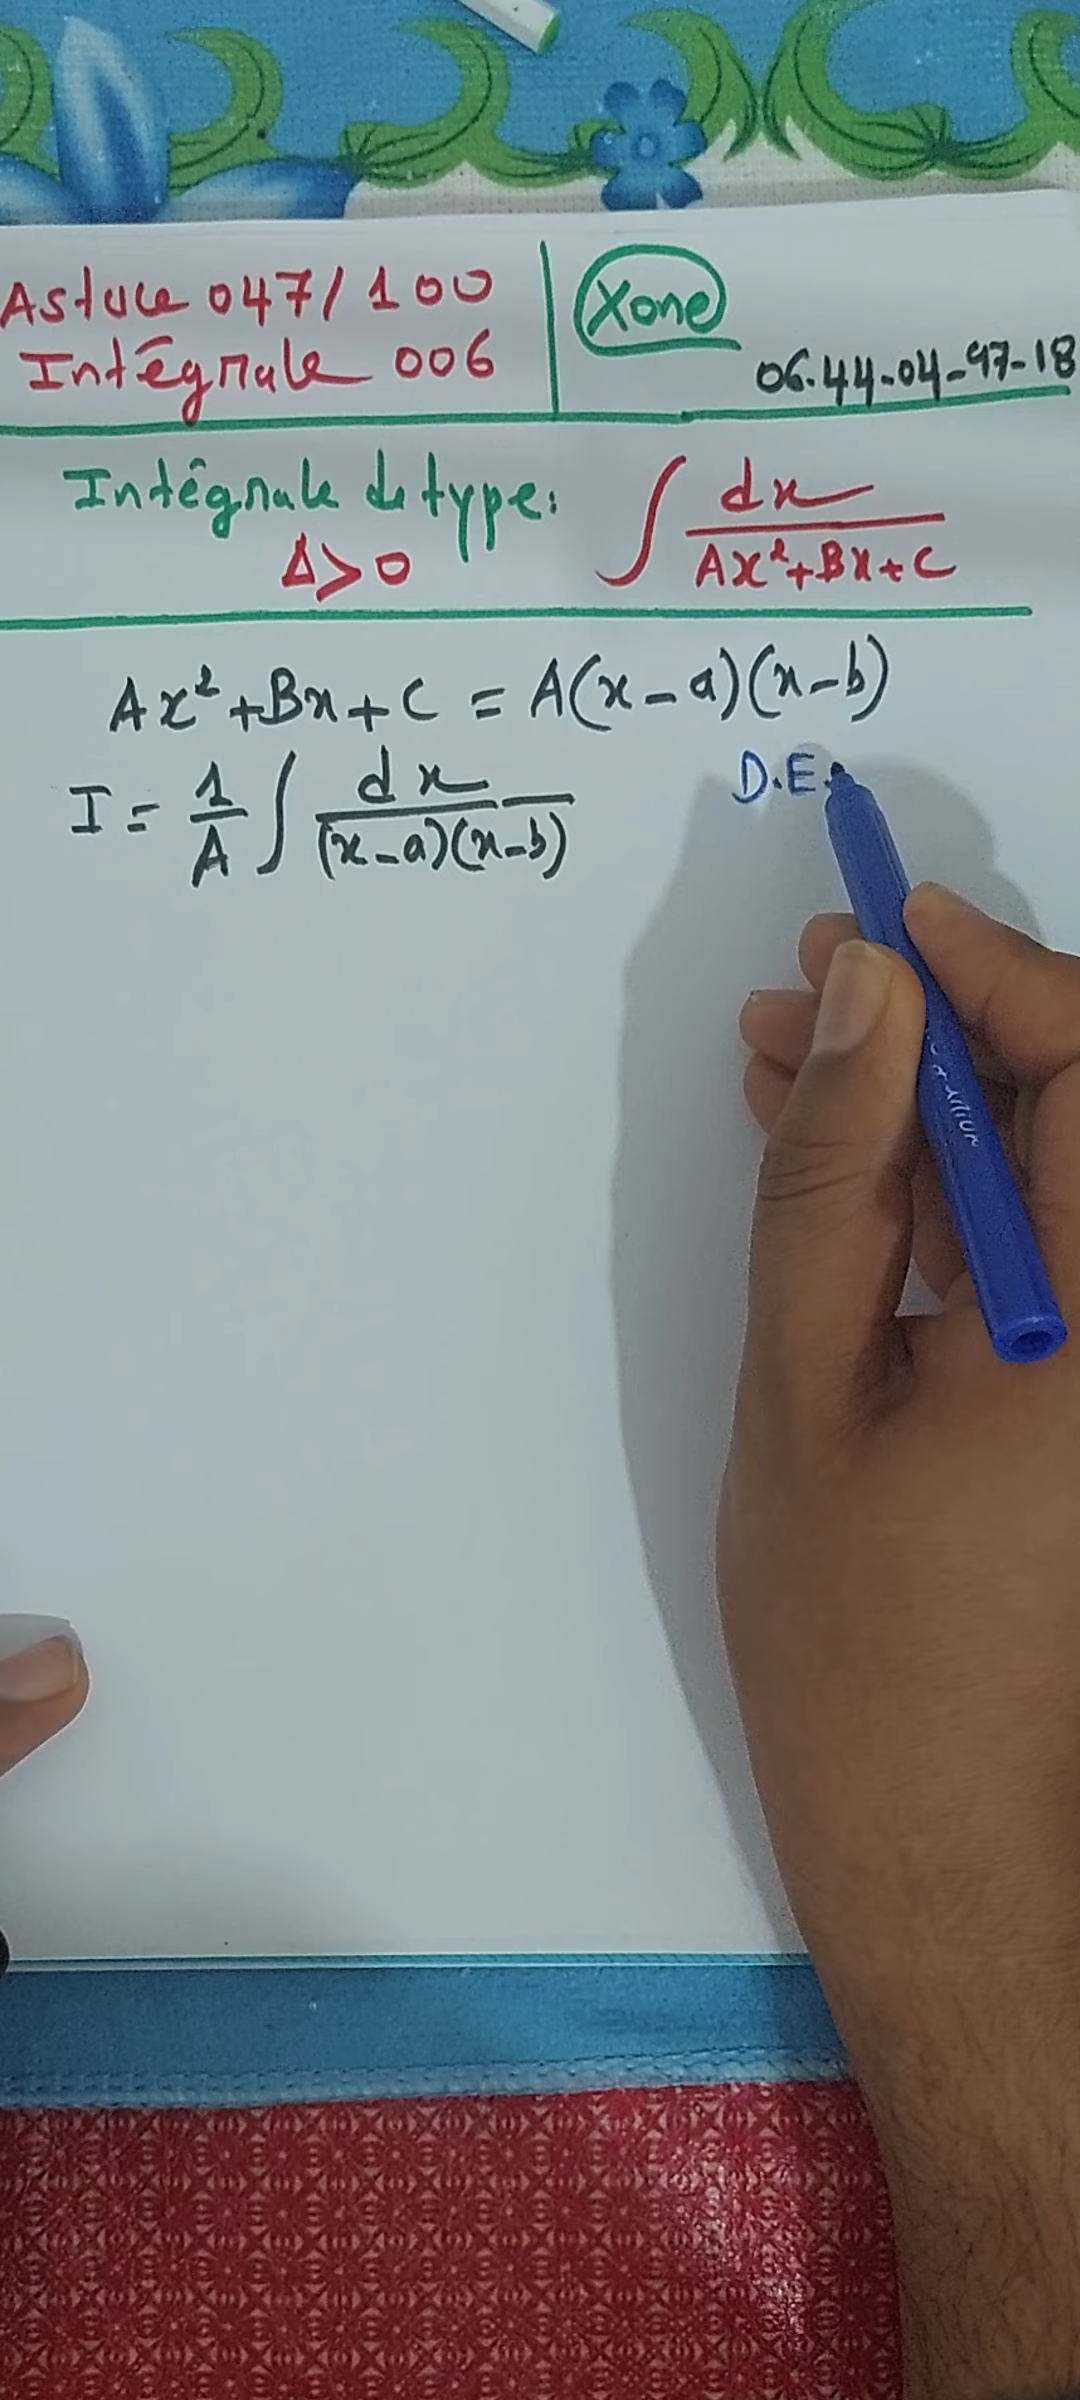 Astuce 047/100
Intégrale 006
Xone
06.44.04-97-18
Intégrale de type: ∫ dx / (Ax²+Bx+C)
Δ>0
Ax²+Bx+C = A(x-a)(x-b)
I = 1/A ∫ dx / ((x-a)(x-b))
D.E.